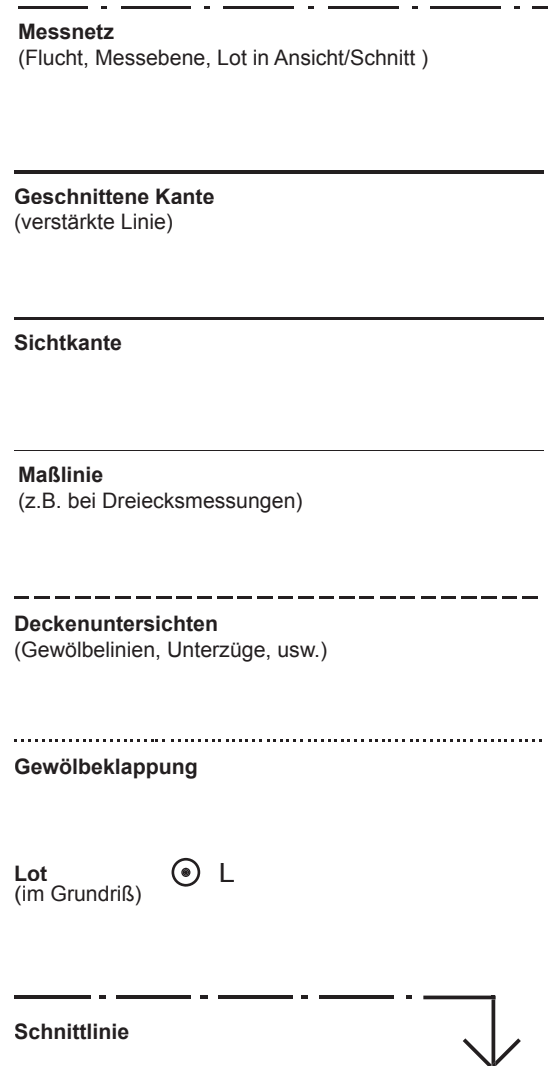 Messnetz
(Flucht, Messebene, Lot in Ansicht/Schnitt )
Geschnittene Kante
(verstärkte Linie)
Sichtkante
Maßlinie
(z.B. bei Dreiecksmessungen)
Deckenuntersichten
(Gewölbelinien, Unterzüge, usw.)
Gewölbeklappung
Lot L
(im Grundriß)
Schnittlinie